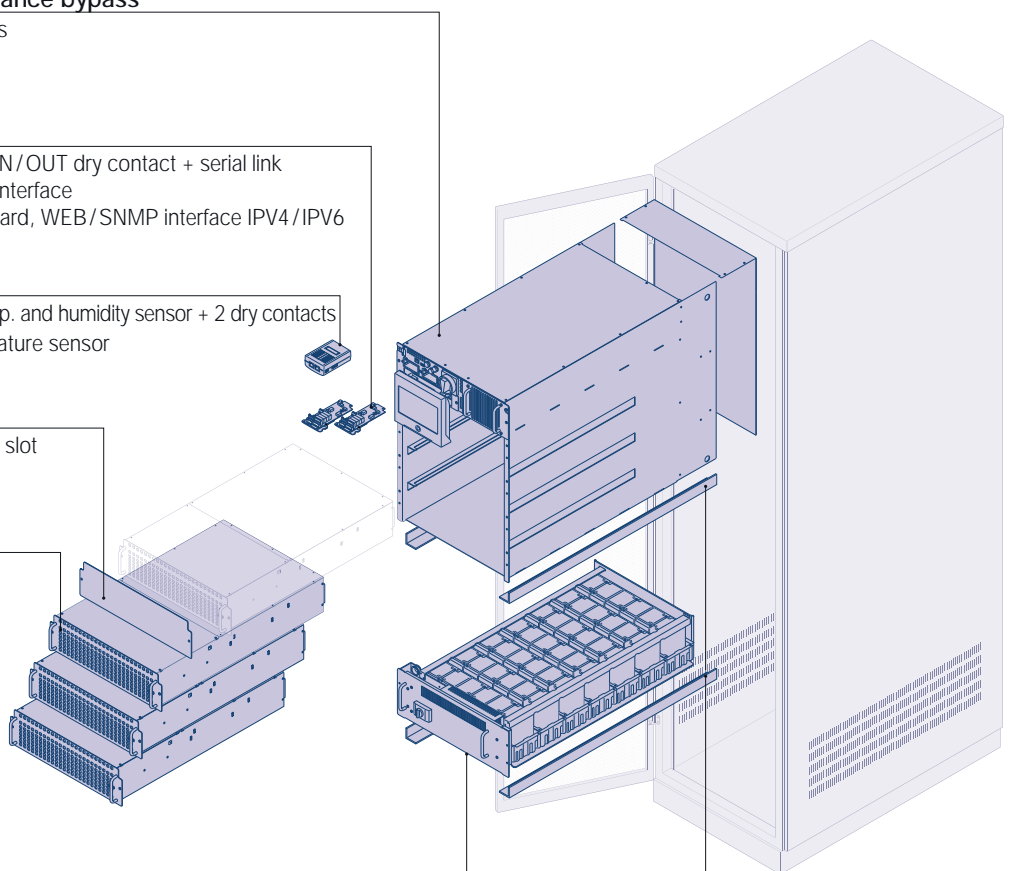 ance bypass
s
N/OUT dry contact + serial link
nterface
ard, WEB/SNMP interface IPV4/IPV6
p. and humidity sensor + 2 dry contacts
ature sensor
slot